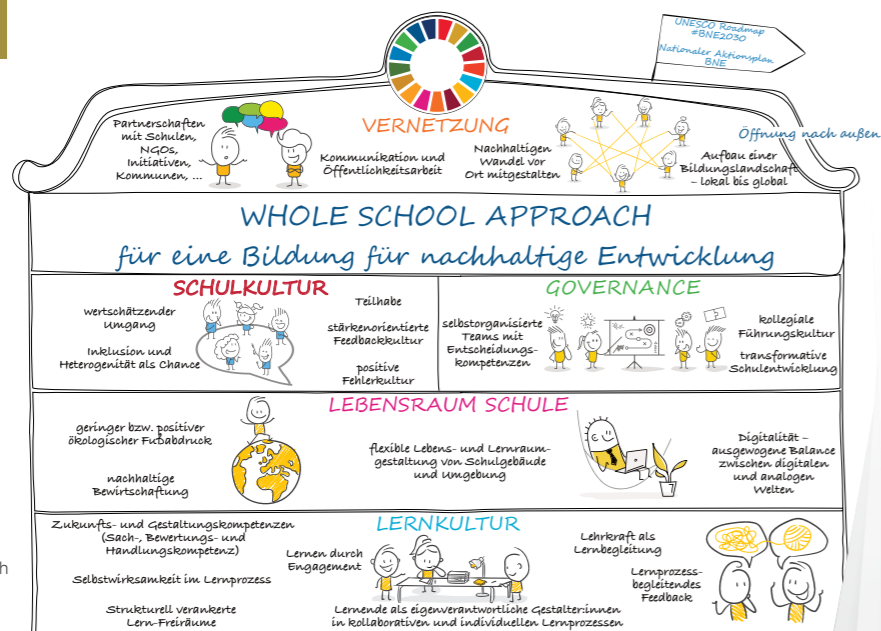 UNESCO Roadmap
#BNE2030
Nationaler Aktionsplan
BNE
VERNETZUNG
Öffnung nach außen
Partnerschaften
mit Schulen,
NGOs,
Initiativen,
Kommunen, ...
Kommunikation und
Öffentlichkeitsarbeit
Nachhaltigen
Wandel vor
Ort mitgestalten
Aufbau einer
Bildungslandschaft
– lokal bis global
WHOLE SCHOOL APPROACH
für eine Bildung für nachhaltige Entwicklung
SCHULKULTUR
wertschätzender
Umgang
Inklusion und
Heterogenität als Chance
Teilhabe
stärkenorientierte
Feedbackkultur
positive
Fehlerkultur
GOVERNANCE
selbstorganisierte
Teams mit
Entscheidungs-
kompetenzen
kollegiale
Führungskultur
transformative
Schulentwicklung
LEBENSRAUM SCHULE
geringer bzw. positiver
ökologischer Fußabdruck
nachhaltige
Bewirtschaftung
flexible Lebens- und Lernraum-
gestaltung von Schulgebäude
und Umgebung
Digitalität –
ausgewogene Balance
zwischen digitalen
und analogen
Welten
LERNKULTUR
Zukunfts- und Gestaltungskompetenzen
(Sach-, Bewertungs- und
Handlungskompetenz)
Selbstwirksamkeit im Lernprozess
Strukturell verankerte
Lern-Freiräume
Lernen durch
Engagement
Lernende als eigenverantwortliche Gestalter:innen
in kollaborativen und individuellen Lernprozessen
Lehrkraft als
Lernbegleitung
Lernprozess-
begleitendes
Feedback